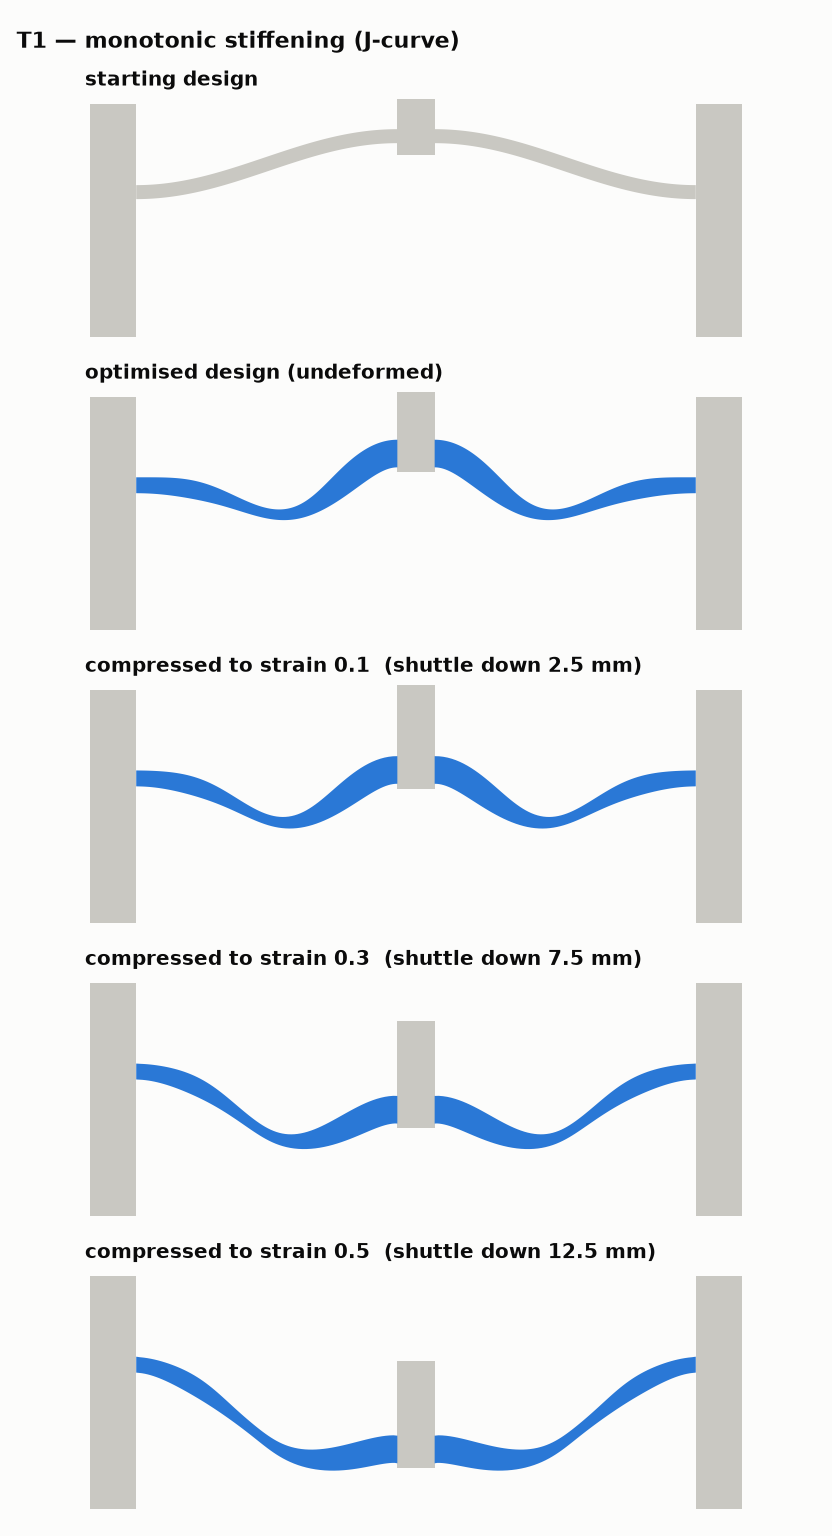 T1 — monotonic stiffening (J-curve)
starting design
optimised design (undeformed)
compressed to strain 0.1  (shuttle down 2.5 mm)
compressed to strain 0.3  (shuttle down 7.5 mm)
compressed to strain 0.5  (shuttle down 12.5 mm)